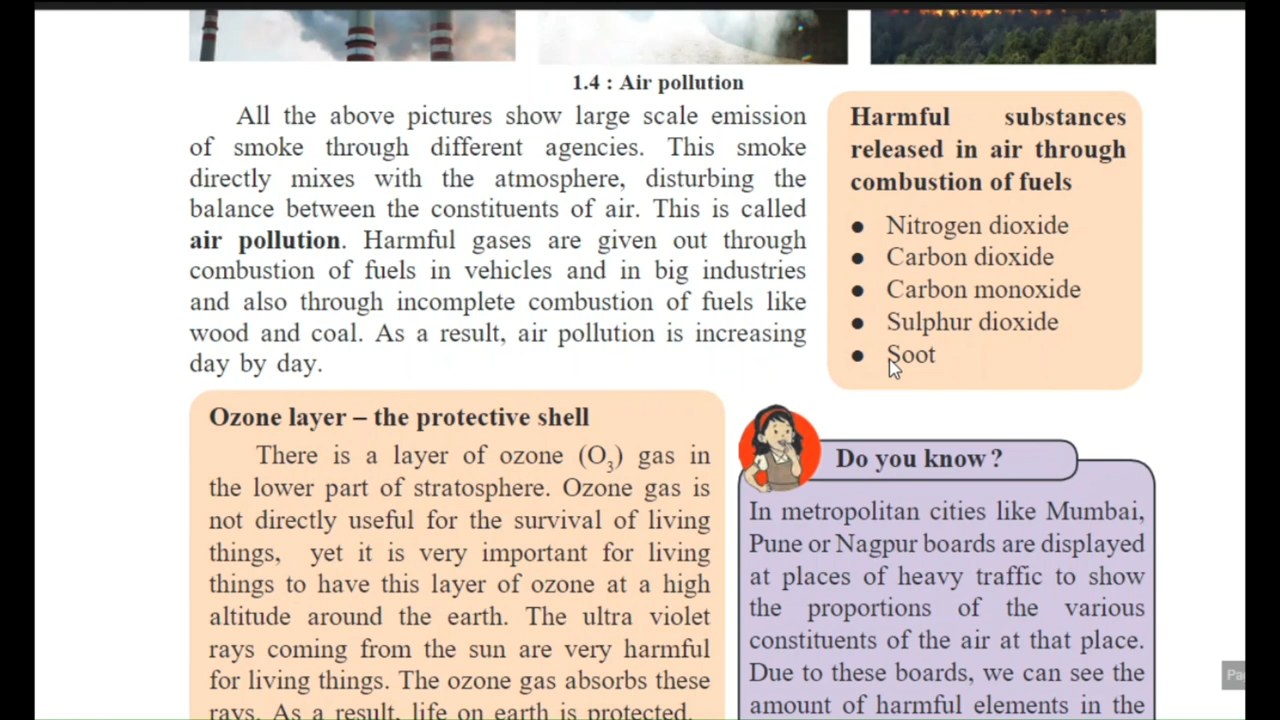 1.4 : Air pollution
All the above pictures show large scale emission
of smoke through different agencies. This smoke
directly mixes with the atmosphere, disturbing the
balance between the constituents of air. This is called
air pollution. Harmful gases are given out through
combustion of fuels in vehicles and in big industries
and also through incomplete combustion of fuels like
wood and coal. As a result, air pollution is increasing
day by day.
Harmful substances
released in air through
combustion of fuels
● Nitrogen dioxide
● Carbon dioxide
● Carbon monoxide
● Sulphur dioxide
● Soot
Ozone layer – the protective shell
There is a layer of ozone (O₃) gas in
the lower part of stratosphere. Ozone gas is
not directly useful for the survival of living
things, yet it is very important for living
things to have this layer of ozone at a high
altitude around the earth. The ultra violet
rays coming from the sun are very harmful
for living things. The ozone gas absorbs these
rays. As a result, life on earth is protected.
Do you know?
In metropolitan cities like Mumbai,
Pune or Nagpur boards are displayed
at places of heavy traffic to show
the proportions of the various
constituents of the air at that place.
Due to these boards, we can see the
amount of harmful elements in the